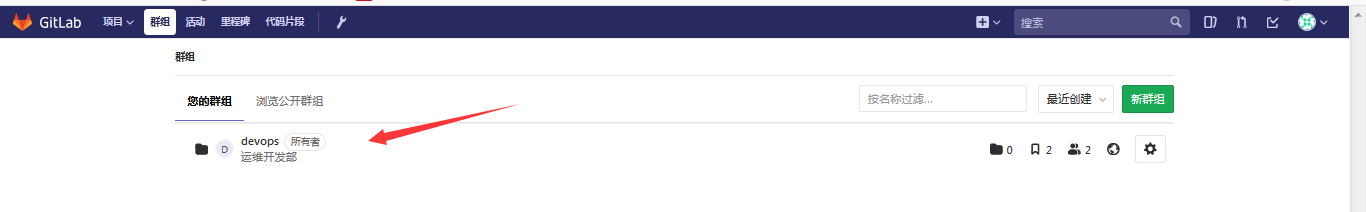 GitLab 项目 群组 活动 里程碑 代码片段 搜索
群组
您的群组 浏览公开群组 按名称过滤... 最近创建 新群组
D devops 所有者 0 2 2
运维开发部